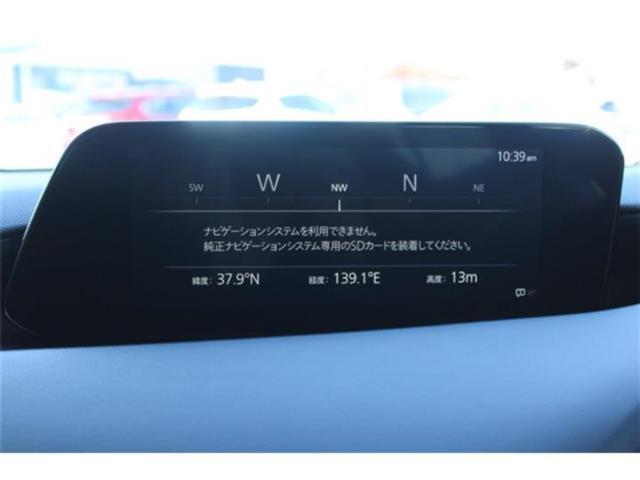 10:39am
SW W NW N NE
ナビゲーションシステムを利用できません。
純正ナビゲーションシステム専用のSDカードを装着してください。
緯度: 37.9°N 経度: 139.1°E 高度: 13m